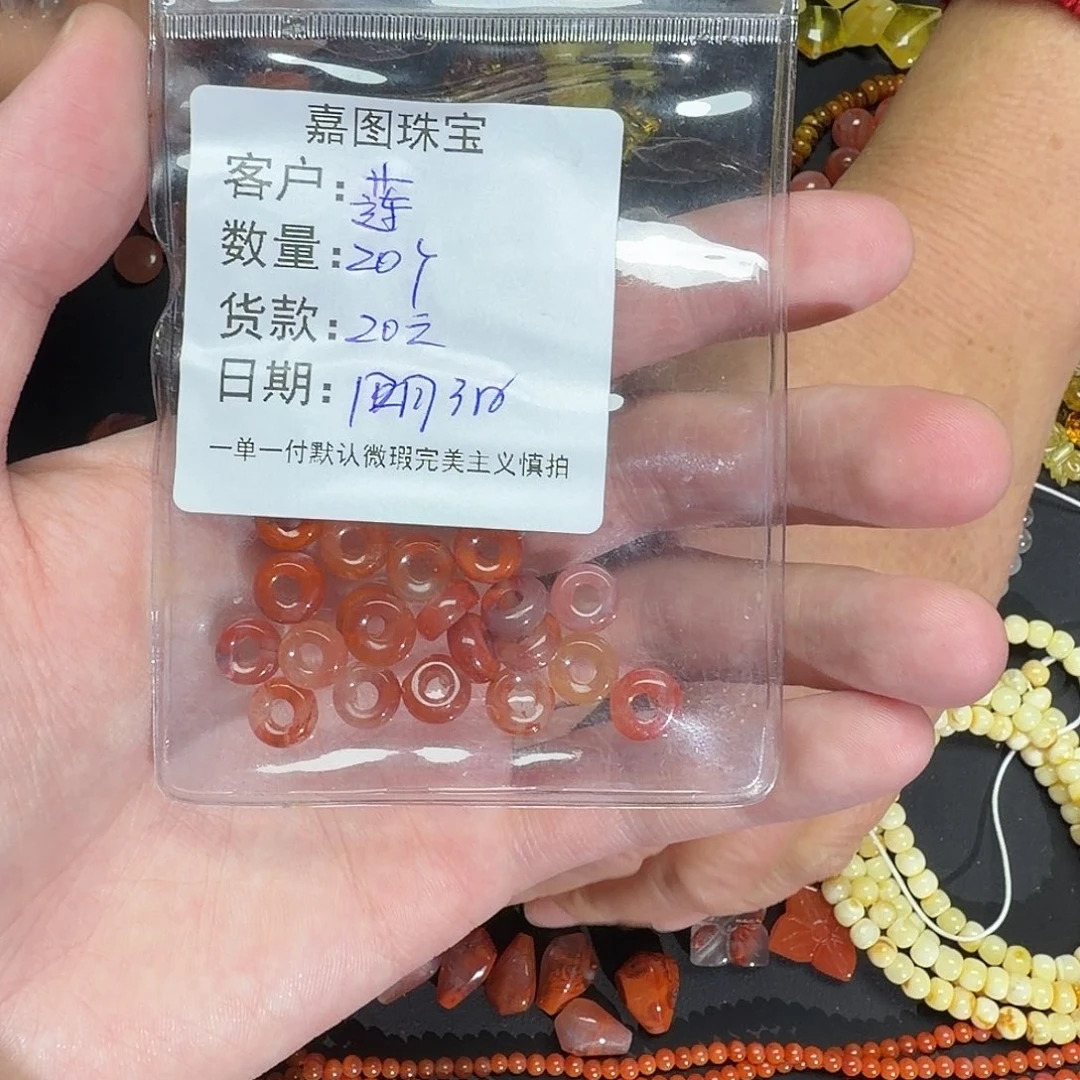 嘉图珠宝
客户:莲
数量:20个
货款:20元
日期:
一单一付默认微瑕完美主义慎拍